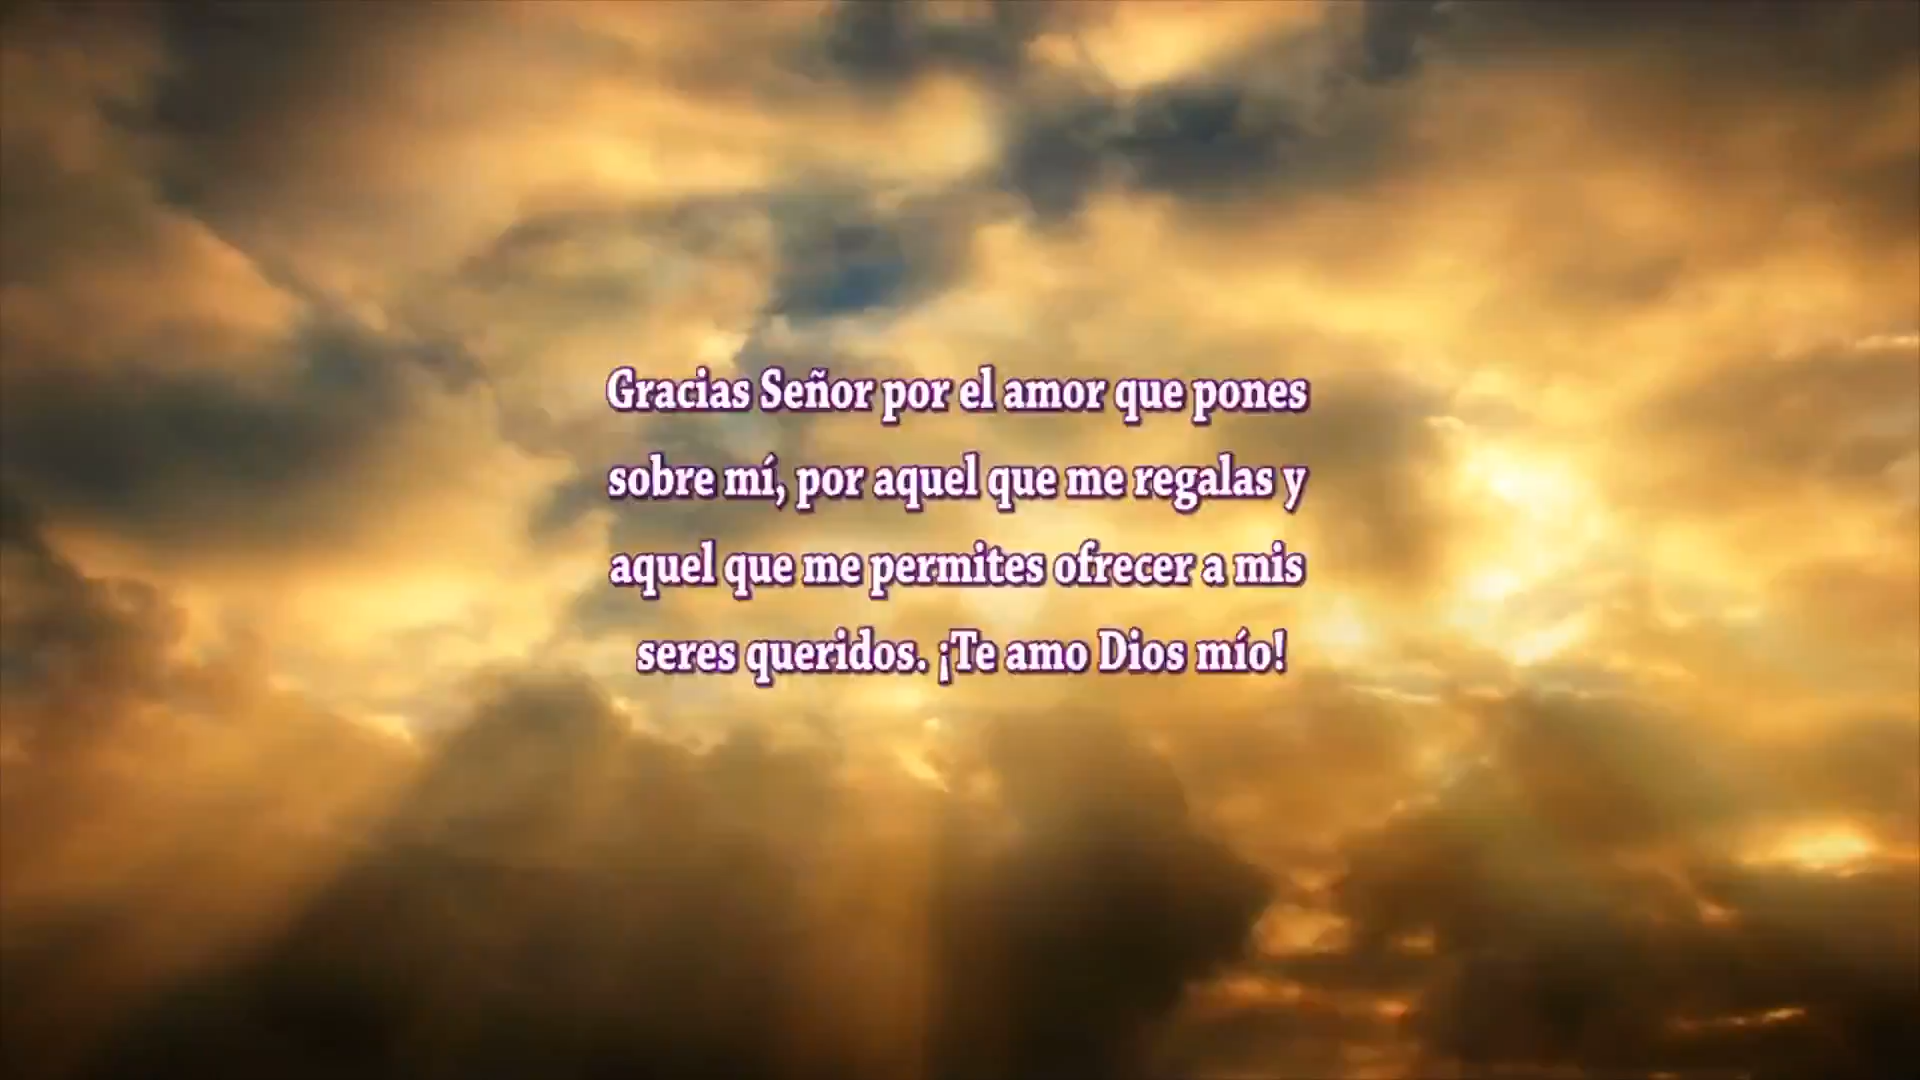 Gracias Señor por el amor que pones
sobre mí, por aquel que me regalas y
aquel que me permites ofrecer a mis
seres queridos. ¡Te amo Dios mío!